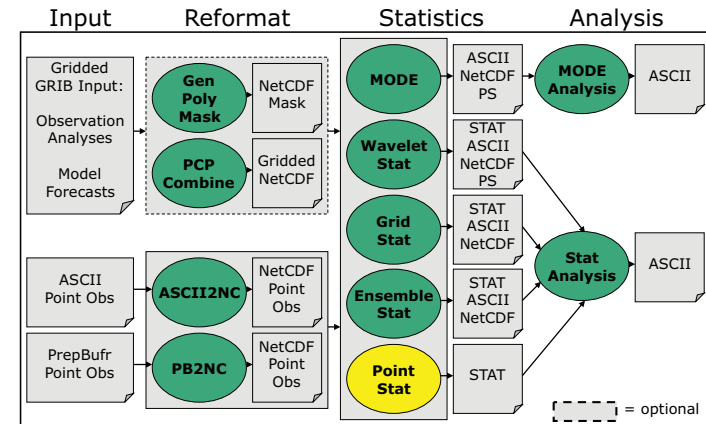 Input
Reformat
Statistics
Analysis
Gridded
GRIB Input:
Observation
Analyses
Model
Forecasts
Gen
Poly
Mask
NetCDF
Mask
PCP
Combine
Gridded
NetCDF
MODE
ASCII
NetCDF
PS
MODE
Analysis
ASCII
Wavelet
Stat
STAT
ASCII
NetCDF
PS
Grid
Stat
STAT
ASCII
NetCDF
Stat
Analysis
ASCII
ASCII
Point Obs
ASCII2NC
NetCDF
Point
Obs
Ensemble
Stat
STAT
ASCII
NetCDF
PrepBufr
Point Obs
PB2NC
NetCDF
Point
Obs
Point
Stat
STAT
= optional